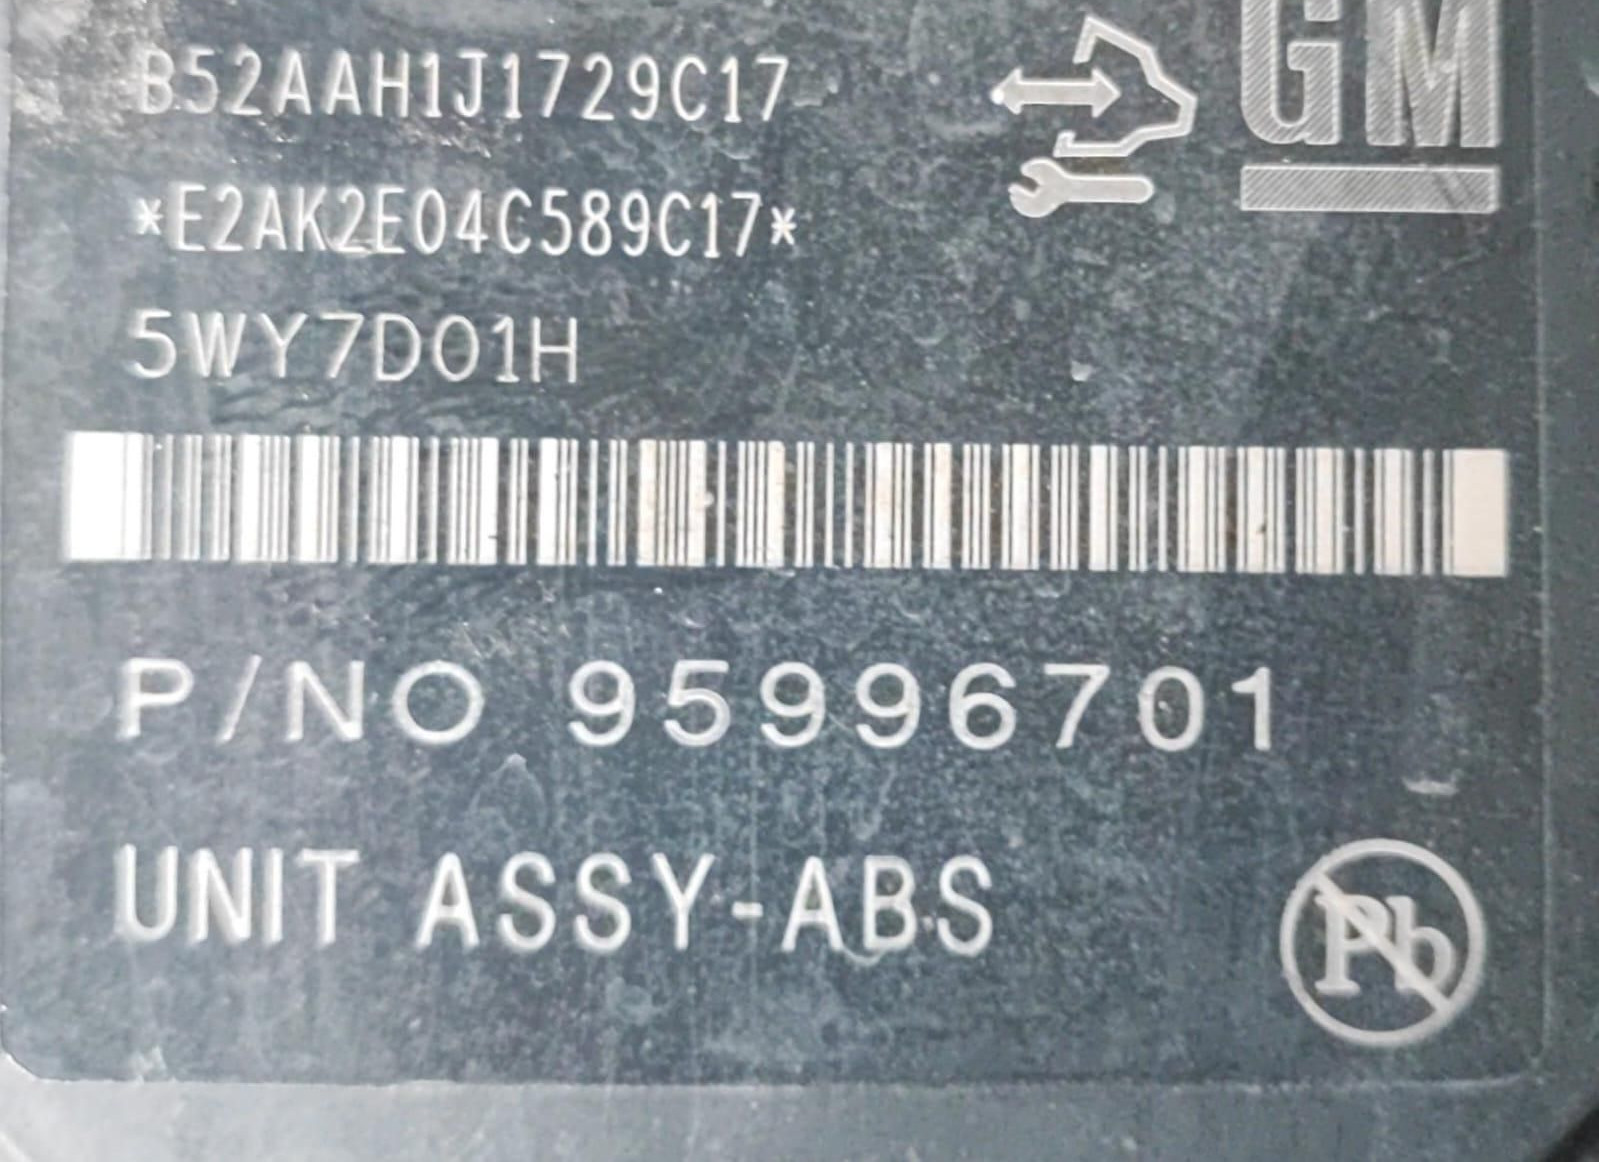 GM
B52AAH1J1729C17
*E2AK2E04C589C17*
5WY7D01H
P/NO 95996701
UNIT ASSY-ABS
Pb